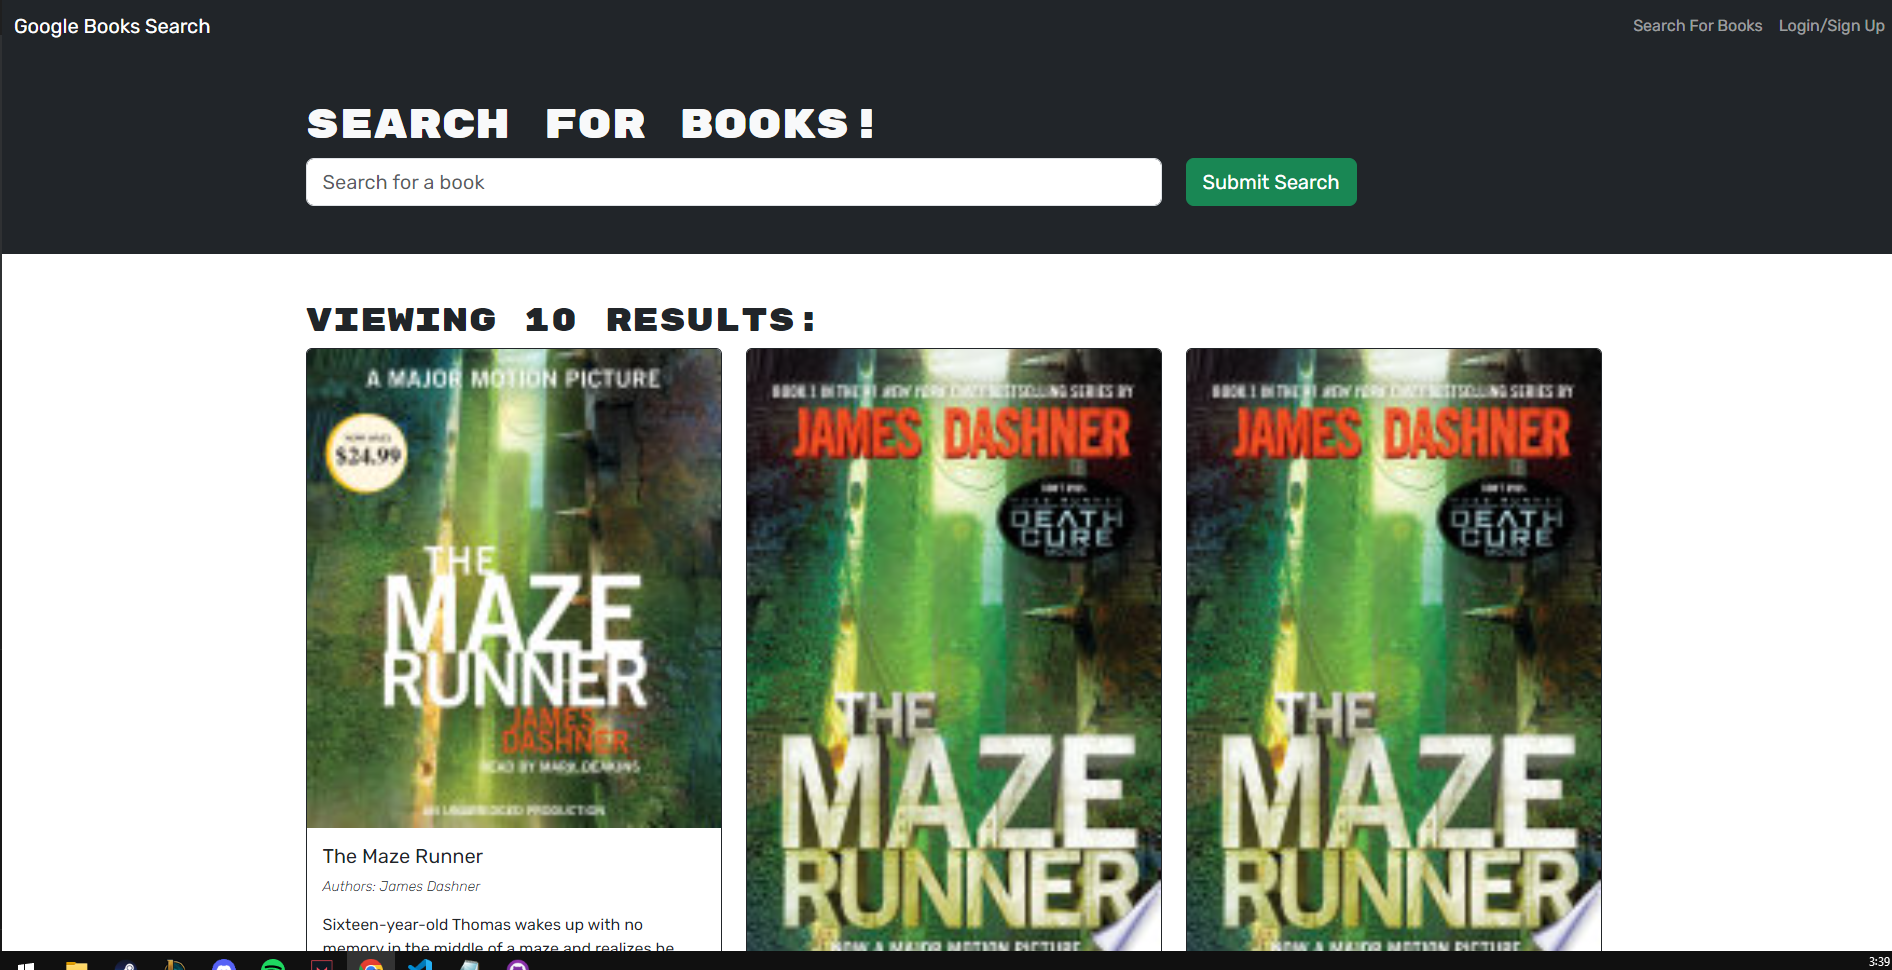 Google Books Search
Search For Books
Login/Sign Up
SEARCH FOR BOOKS!
Search for a book
Submit Search
VIEWING 10 RESULTS:
A MAJOR MOTION PICTURE
$24.99
THE
MAZE
RUNNER
JAMES
DASHNER
READ BY MARK DEAKINS
AN UNABRIDGED PRODUCTION
The Maze Runner
Authors: James Dashner
Sixteen-year-old Thomas wakes up with no
memory in the middle of a maze and realizes he
BOOK 1 IN THE #1 NEW YORK TIMES BESTSELLING SERIES BY
JAMES DASHNER
DEATH
CURE
THE
MAZE
RUNNER
NOW A MAJOR MOTION PICTURE
BOOK 1 IN THE #1 NEW YORK TIMES BESTSELLING SERIES BY
JAMES DASHNER
DEATH
CURE
THE
MAZE
RUNNER
NOW A MAJOR MOTION PICTURE
3:39